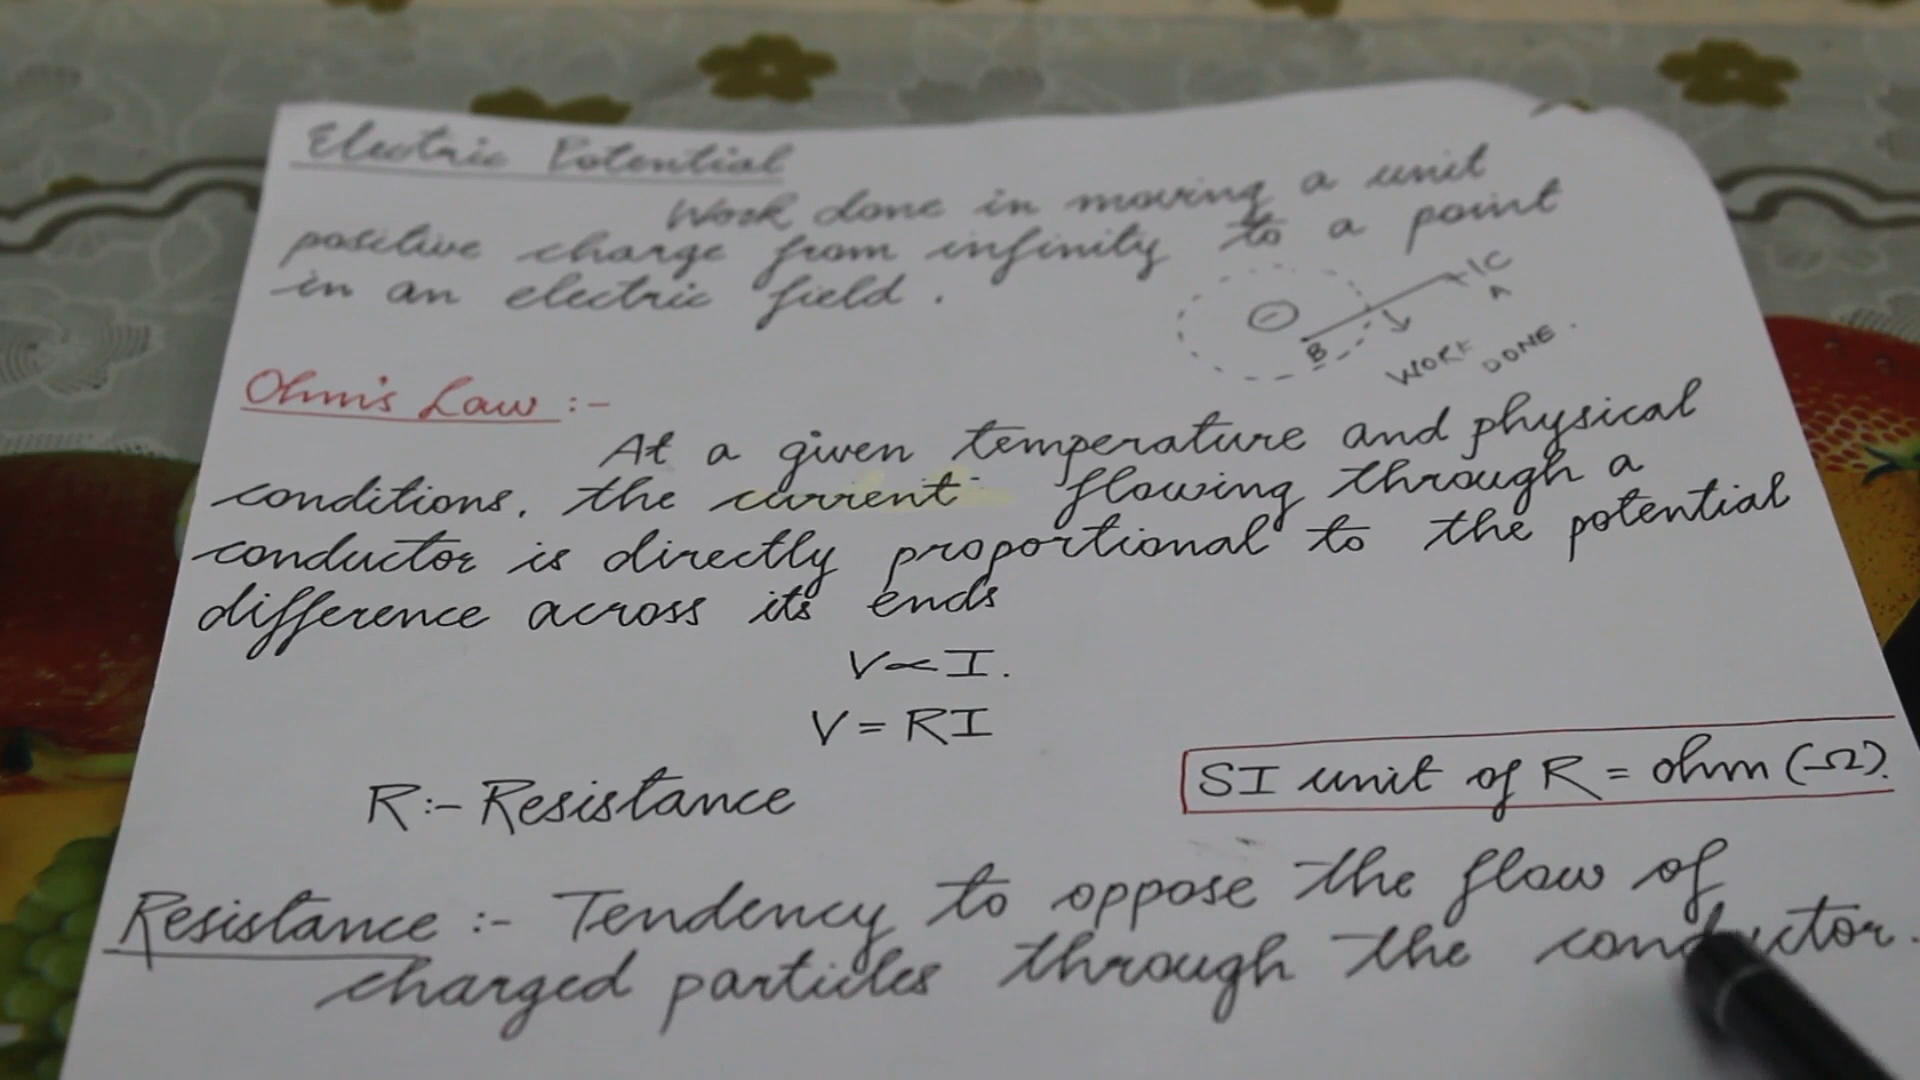 Electric Potential
Work done in moving a unit
positive charge from infinity to a point
in an electric field.
1C
A
B
WORK DONE.
Ohm's Law :-
At a given temperature and physical
conditions, the current flowing through a
conductor is directly proportional to the potential
difference across its ends
V ∝ I.
V = RI
R:- Resistance
SI unit of R = ohm (Ω).
Resistance :- Tendency to oppose the flow of
charged particles through the conductor.